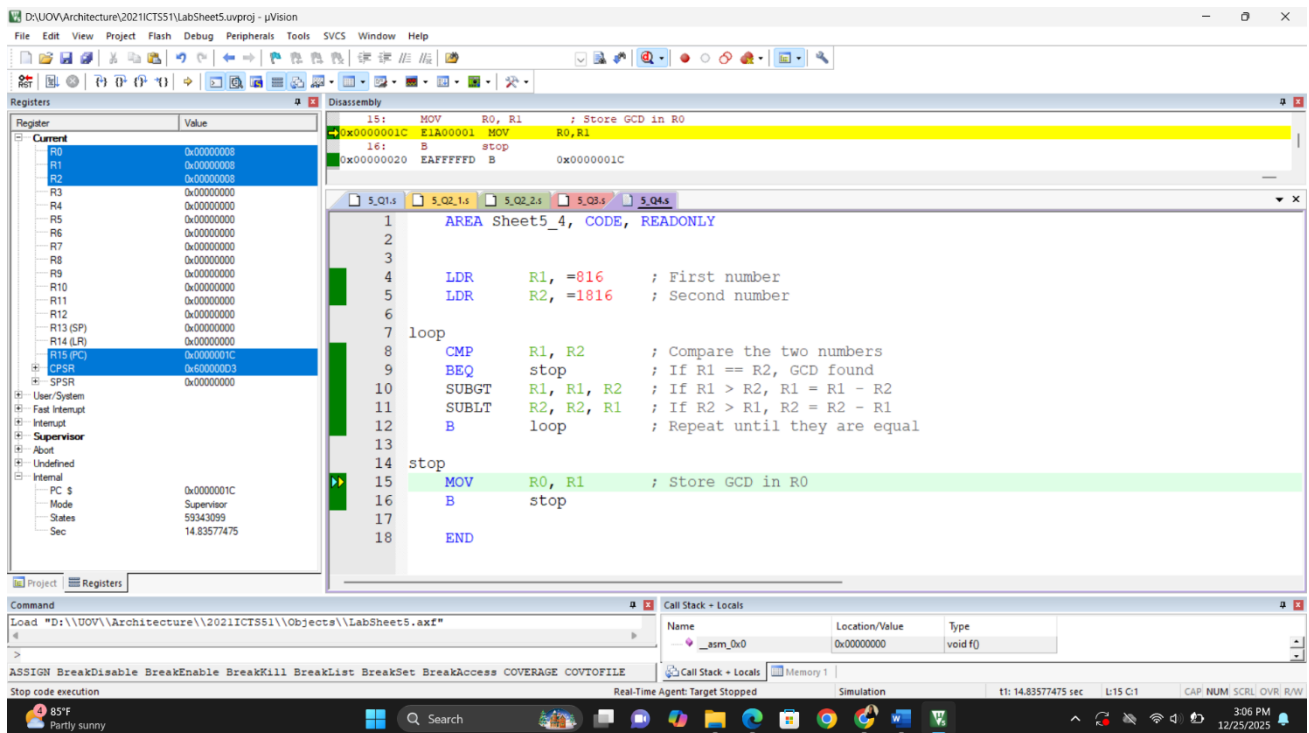 D:\UOV\Architecture\2021ICTS51\LabSheet5.uvproj - µVision
File Edit View Project Flash Debug Peripherals Tools SVCS Window Help
Registers
Register Value
Current
R0 0x00000008
R1 0x00000008
R2 0x00000008
R3 0x00000000
R4 0x00000000
R5 0x00000000
R6 0x00000000
R7 0x00000000
R8 0x00000000
R9 0x00000000
R10 0x00000000
R11 0x00000000
R12 0x00000000
R13 (SP) 0x00000000
R14 (LR) 0x00000000
R15 (PC) 0x0000001C
CPSR 0x600000D3
SPSR 0x00000000
User/System
Fast Interrupt
Interrupt
Supervisor
Abort
Undefined
Internal
PC $ 0x0000001C
Mode Supervisor
States 59343099
Sec 14.83577475
Project Registers
Disassembly
15: MOV R0, R1 ; Store GCD in R0
0x0000001C E1A00001 MOV R0,R1
16: B stop
0x00000020 EAFFFFFD B 0x0000001C
5_Q1.s 5_Q2_1.s 5_Q2_2.s 5_Q3.s 5_Q4.s
1 AREA Sheet5_4, CODE, READONLY
2
3
4 LDR R1, =816 ; First number
5 LDR R2, =1816 ; Second number
6
7 loop
8 CMP R1, R2 ; Compare the two numbers
9 BEQ stop ; If R1 == R2, GCD found
10 SUBGT R1, R1, R2 ; If R1 > R2, R1 = R1 - R2
11 SUBLT R2, R2, R1 ; If R2 > R1, R2 = R2 - R1
12 B loop ; Repeat until they are equal
13
14 stop
15 MOV R0, R1 ; Store GCD in R0
16 B stop
17
18 END
Command
Load "D:\\UOV\\Architecture\\2021ICTS51\\Objects\\LabSheet5.axf"
>
ASSIGN BreakDisable BreakEnable BreakKill BreakList BreakSet BreakAccess COVERAGE COVTOFILE
Call Stack + Locals
Name Location/Value Type
__asm_0x0 0x00000000 void f()
Call Stack + Locals Memory 1
Stop code execution Real-Time Agent: Target Stopped Simulation t1: 14.83577475 sec L:15 C:1 CAP NUM SCRL OVR R/W
4
85°F
Partly sunny
Search
3:06 PM
12/25/2025